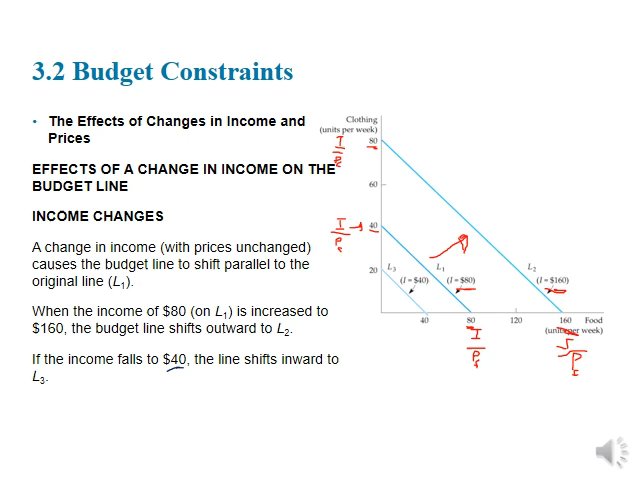 3.2 Budget Constraints
• The Effects of Changes in Income and
Prices
EFFECTS OF A CHANGE IN INCOME ON THE
BUDGET LINE
INCOME CHANGES
A change in income (with prices unchanged)
causes the budget line to shift parallel to the
original line (L₁).
When the income of $80 (on L₁) is increased to
$160, the budget line shifts outward to L₂.
If the income falls to $40, the line shifts inward to
L₃.
Clothing
(units per week)
I
80
P
60
I
40
P
20
L₃
(I = $40)
L₁
(I = $80)
L₂
(I = $160)
40
80
120
160
Food
(units per week)
I
P
I
P